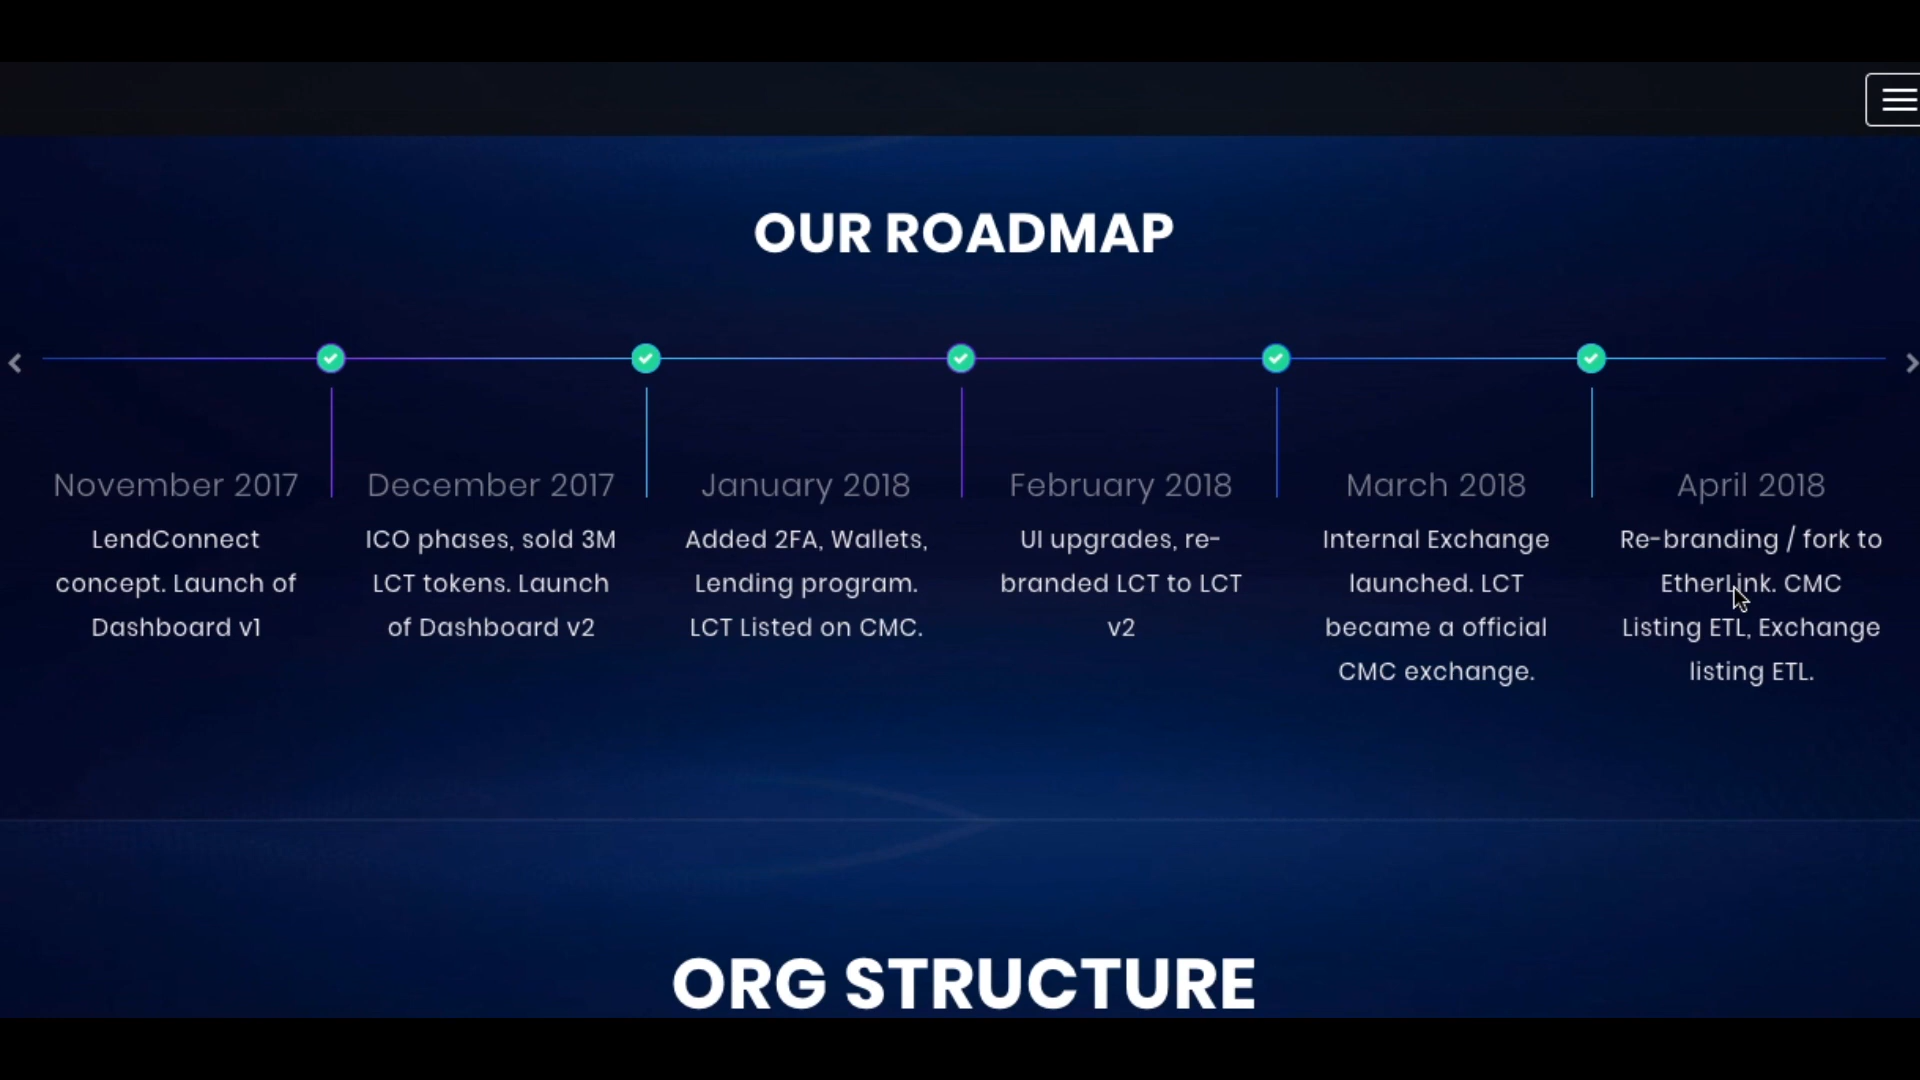 OUR ROADMAP
November 2017
LendConnect
concept. Launch of
Dashboard v1
December 2017
ICO phases, sold 3M
LCT tokens. Launch
of Dashboard v2
January 2018
Added 2FA, Wallets,
Lending program.
LCT Listed on CMC.
February 2018
UI upgrades, re-
branded LCT to LCT
v2
March 2018
Internal Exchange
launched. LCT
became a official
CMC exchange.
April 2018
Re-branding / fork to
EtherLink. CMC
Listing ETL, Exchange
listing ETL.
ORG STRUCTURE